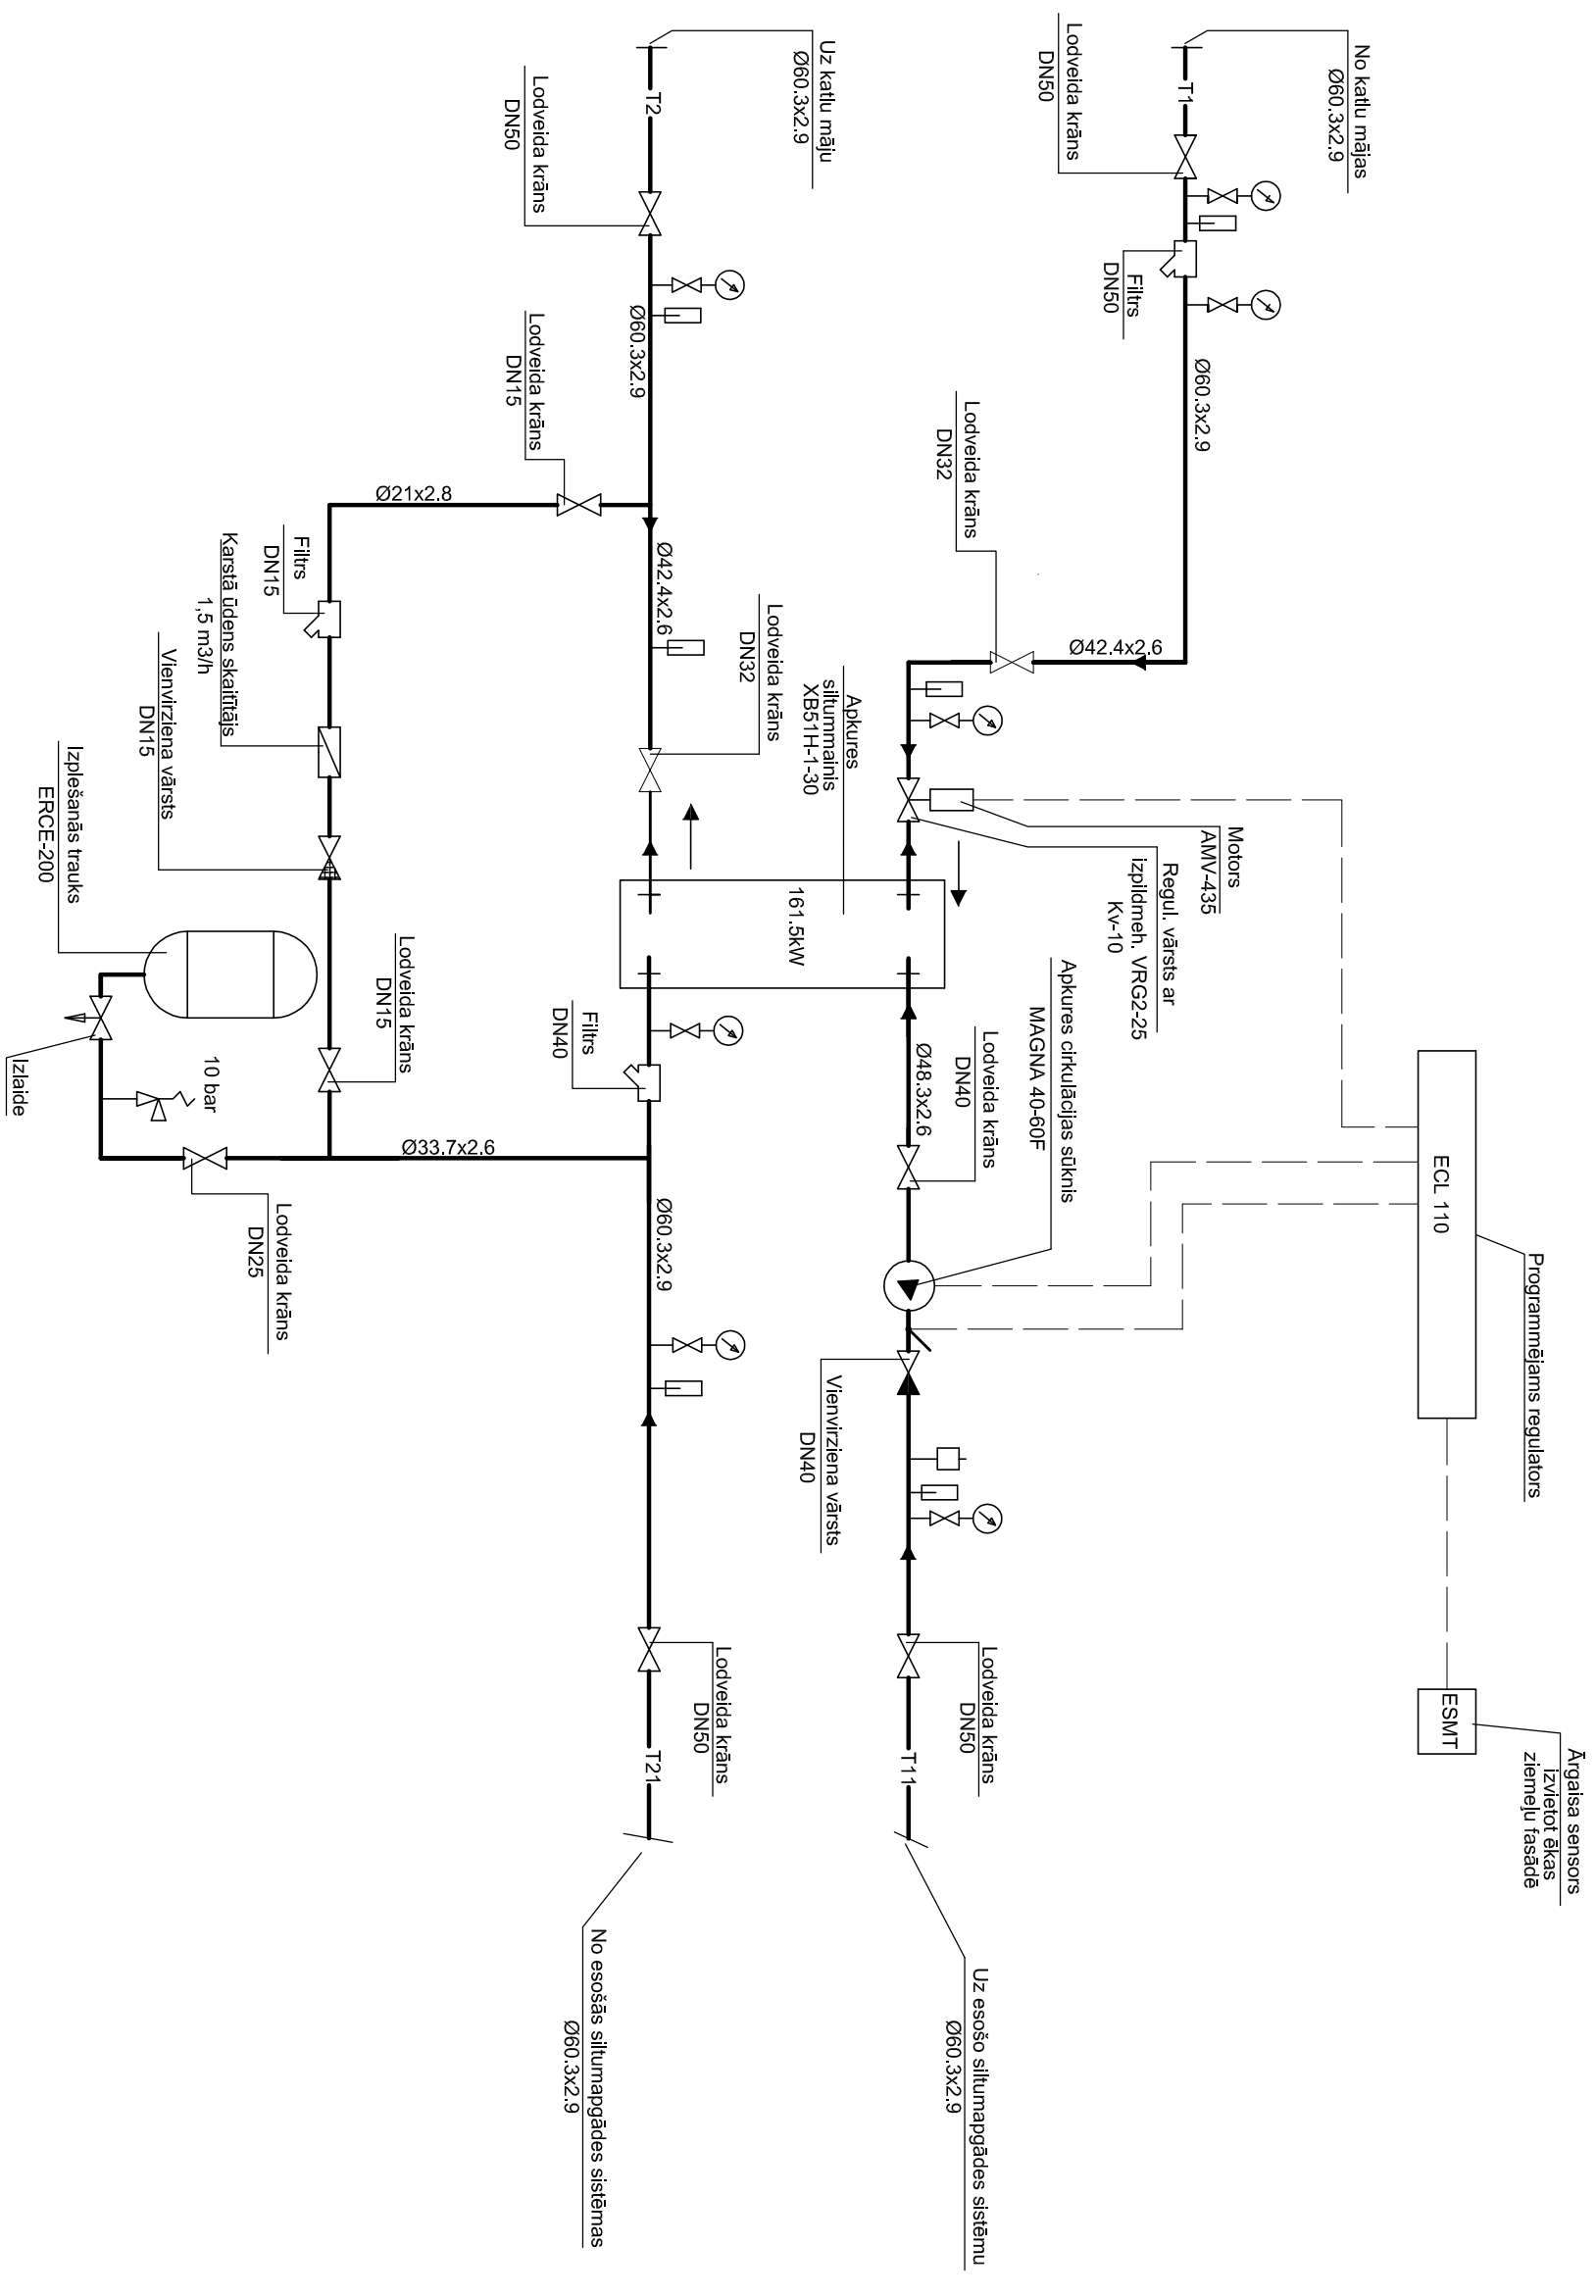 No katlu mājas
Ø60.3x2.9
T1
Lodveida krāns
DN50
Filtrs
DN50
Ø60.3x2.9
Lodveida krāns
DN32
Ø42.4x2.6
Motors
AMV-435
Regul. vārsts ar
izpildmeh. VRG2-25
Kv-10
Apkures cirkulācijas sūknis
MAGNA 40-60F
Lodveida krāns
DN40
Ø48.3x2.6
ECL 110
Programmējams regulators
ESMT
Ārgaisa sensors
izvietot ēkas
ziemeļu fasādē
Vienvirziena vārsts
DN40
Lodveida krāns
DN50
T11
Uz esošo siltumapgādes sistēmu
Ø60.3x2.9
Uz katlu māju
Ø60.3x2.9
T2
Lodveida krāns
DN50
Ø60.3x2.9
Lodveida krāns
DN15
Ø42.4x2.6
Lodveida krāns
DN32
Apkures
siltummainis
XB51H-1-30
161.5kW
Filtrs
DN40
Ø60.3x2.9
Lodveida krāns
DN50
T21
No esošās siltumapgādes sistēmas
Ø60.3x2.9
Ø21x2.8
Filtrs
DN15
Karstā ūdens skaitītājs
1,5 m3/h
Vienvirziena vārsts
DN15
Lodveida krāns
DN15
Ø33.7x2.6
Izplešanās trauks
ERCE-200
10 bar
Izlaide
Lodveida krāns
DN25